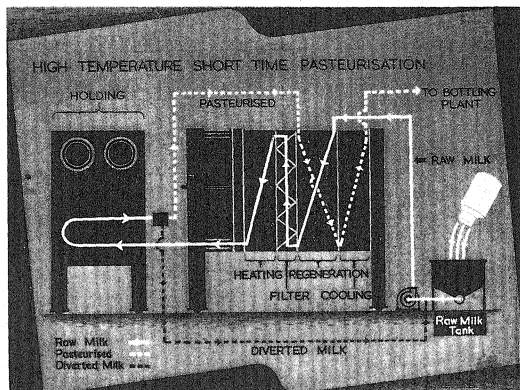 HIGH TEMPERATURE SHORT TIME PASTEURISATION
HOLDING
PASTEURISED
TO BOTTLING
PLANT
RAW MILK
HEATING REGENERATION
FILTER COOLING
Raw Milk
Tank
DIVERTED MILK
Raw Milk
Pasteurised
Diverted Milk